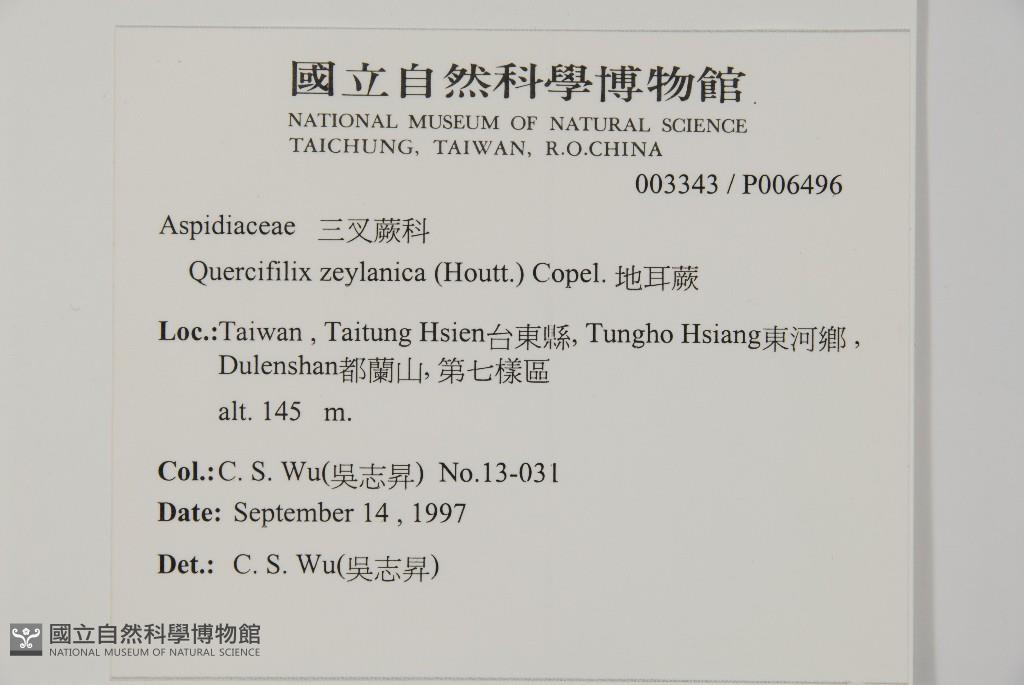 國立自然科學博物館
NATIONAL MUSEUM OF NATURAL SCIENCE
TAICHUNG, TAIWAN, R.O.CHINA
003343 / P006496
Aspidiaceae 三叉蕨科
Quercifilix zeylanica (Houtt.) Copel. 地耳蕨
Loc.:Taiwan , Taitung Hsien台東縣, Tungho Hsiang東河鄉 ,
Dulenshan都蘭山, 第七樣區
alt. 145 m.
Col.:C. S. Wu(吳志昇) No.13-031
Date: September 14 , 1997
Det.: C. S. Wu(吳志昇)
國立自然科學博物館
NATIONAL MUSEUM OF NATURAL SCIENCE